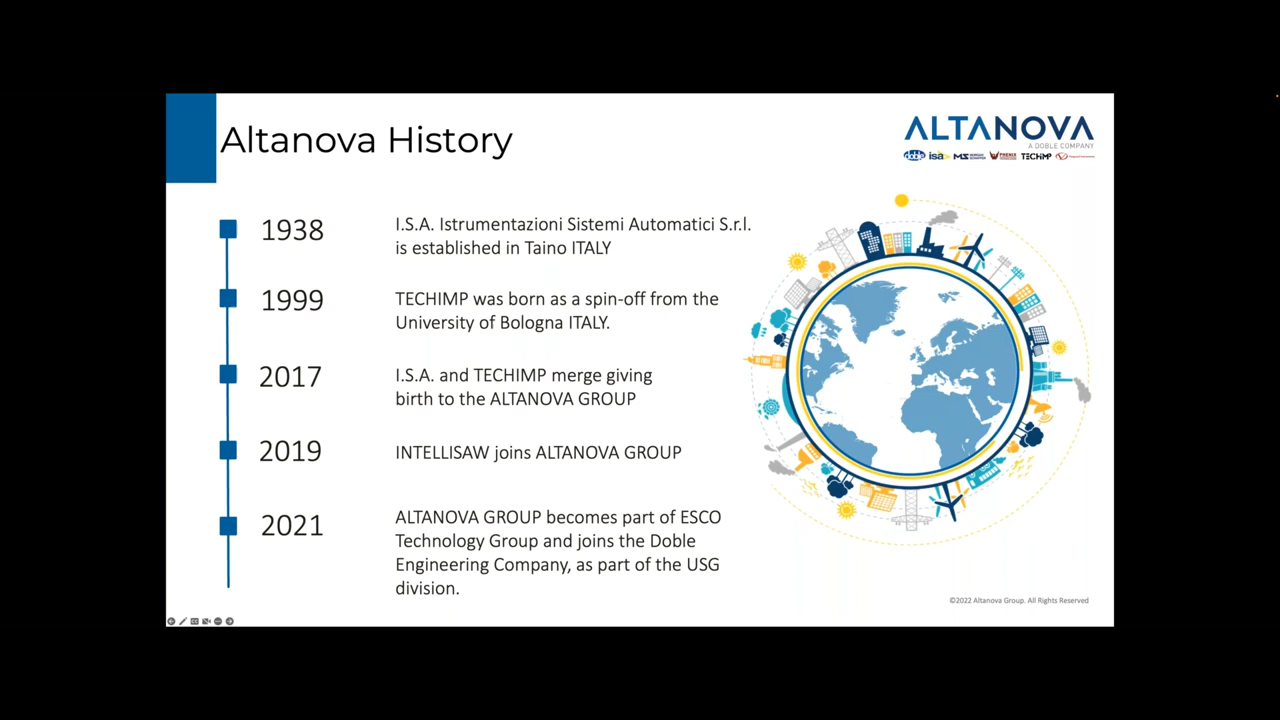 Altanova History
ALTANOVA
A DOBLE COMPANY
doble isa TECHIMP
1938
I.S.A. Istrumentazioni Sistemi Automatici S.r.l.
is established in Taino ITALY
1999
TECHIMP was born as a spin-off from the
University of Bologna ITALY.
2017
I.S.A. and TECHIMP merge giving
birth to the ALTANOVA GROUP
2019
INTELLISAW joins ALTANOVA GROUP
2021
ALTANOVA GROUP becomes part of ESCO
Technology Group and joins the Doble
Engineering Company, as part of the USG
division.
©2022 Altanova Group. All Rights Reserved